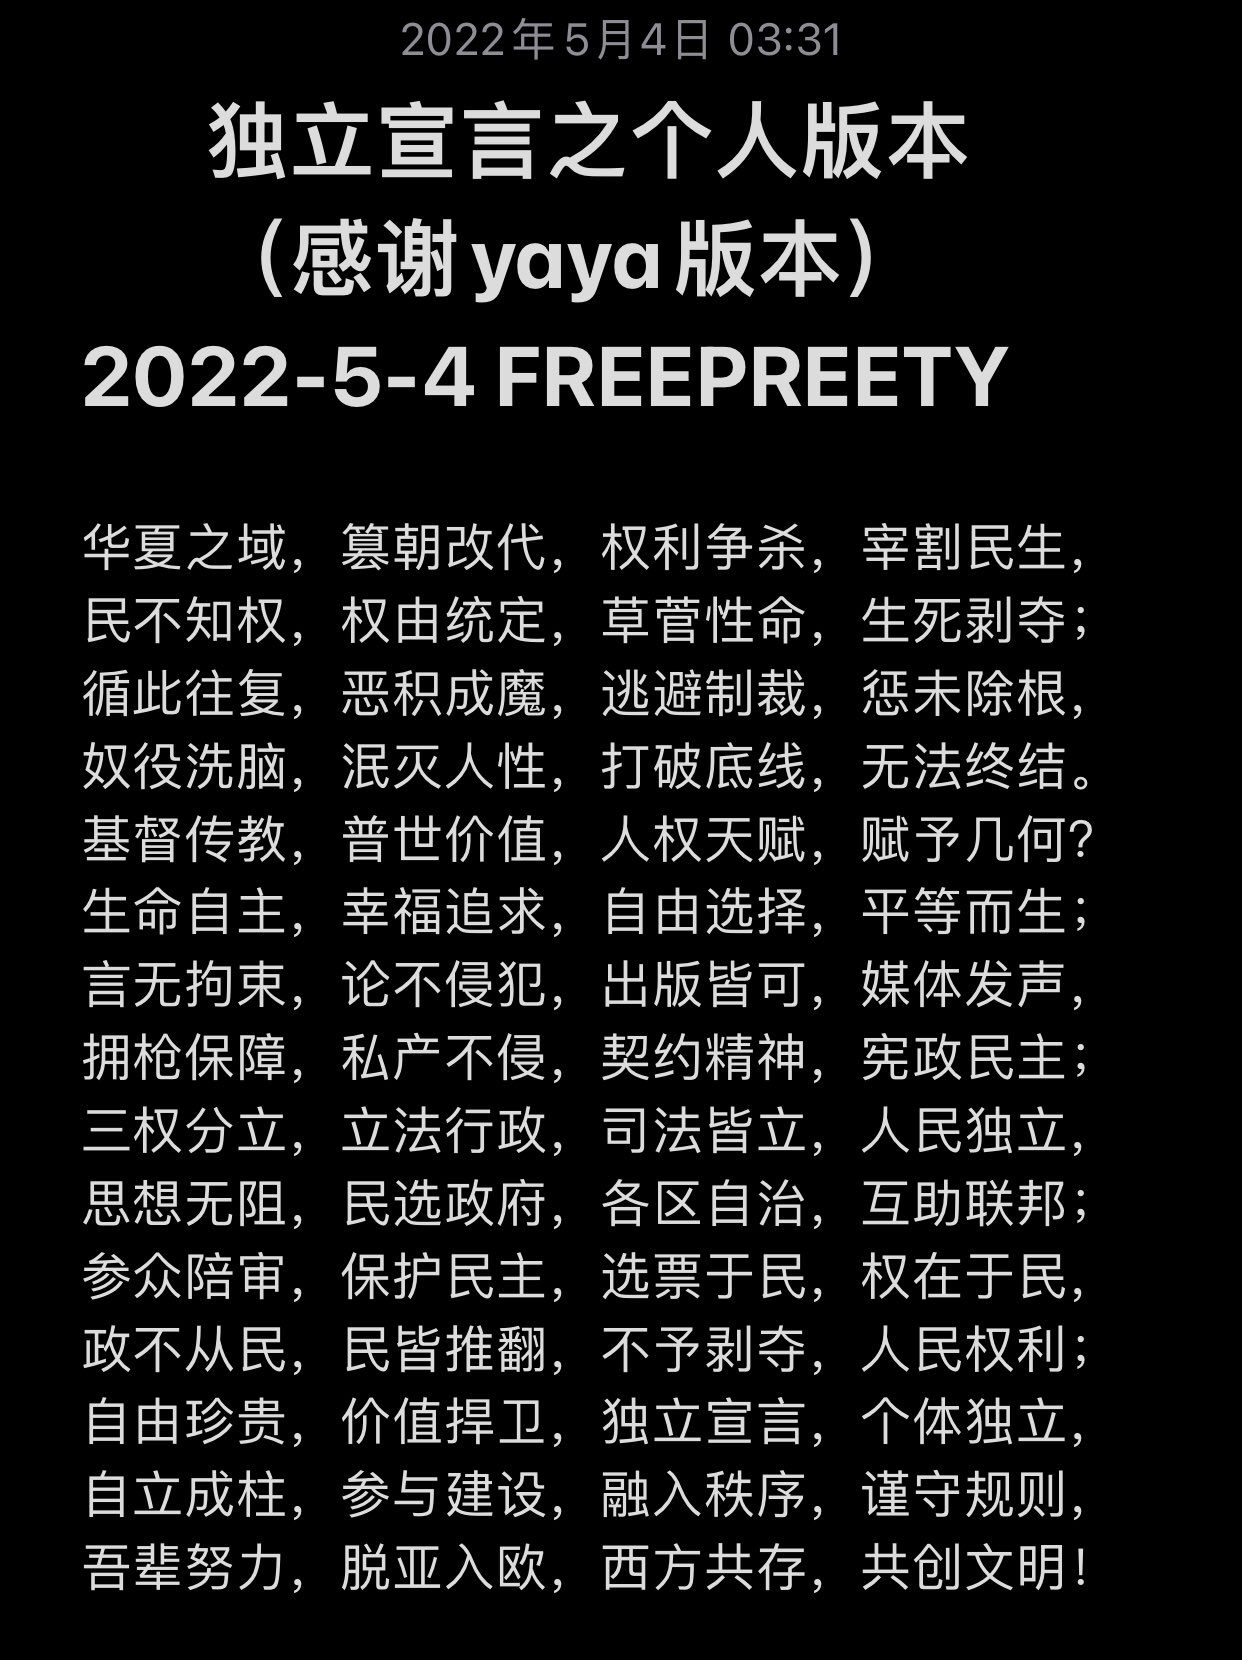 2022年5月4日 03:31
独立宣言之个人版本
（感谢yaya版本）
2022-5-4 FREEPREETY
华夏之域，篡朝改代，权利争杀，宰割民生，
民不知权，权由统定，草菅性命，生死剥夺；
循此往复，恶积成魔，逃避制裁，惩未除根，
奴役洗脑，泯灭人性，打破底线，无法终结。
基督传教，普世价值，人权天赋，赋予几何？
生命自主，幸福追求，自由选择，平等而生；
言无拘束，论不侵犯，出版皆可，媒体发声，
拥枪保障，私产不侵，契约精神，宪政民主；
三权分立，立法行政，司法皆立，人民独立，
思想无阻，民选政府，各区自治，互助联邦；
参众陪审，保护民主，选票于民，权在于民，
政不从民，民皆推翻，不予剥夺，人民权利；
自由珍贵，价值捍卫，独立宣言，个体独立，
自立成柱，参与建设，融入秩序，谨守规则，
吾辈努力，脱亚入欧，西方共存，共创文明！